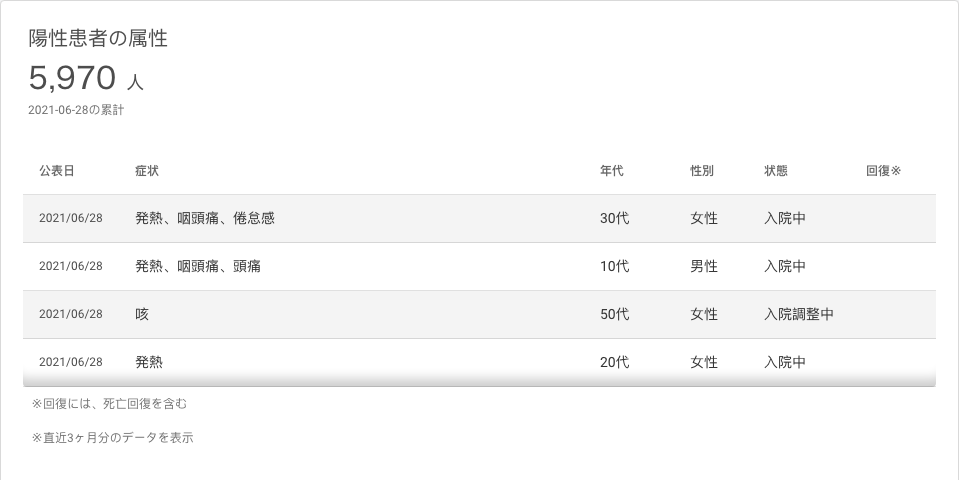 陽性患者の属性
5,970 人
2021-06-28の累計
公表日 症状 年代 性別 状態 回復※
2021/06/28 発熱、咽頭痛、倦怠感 30代 女性 入院中
2021/06/28 発熱、咽頭痛、頭痛 10代 男性 入院中
2021/06/28 咳 50代 女性 入院調整中
2021/06/28 発熱 20代 女性 入院中
※回復には、死亡回復を含む
※直近3ヶ月分のデータを表示